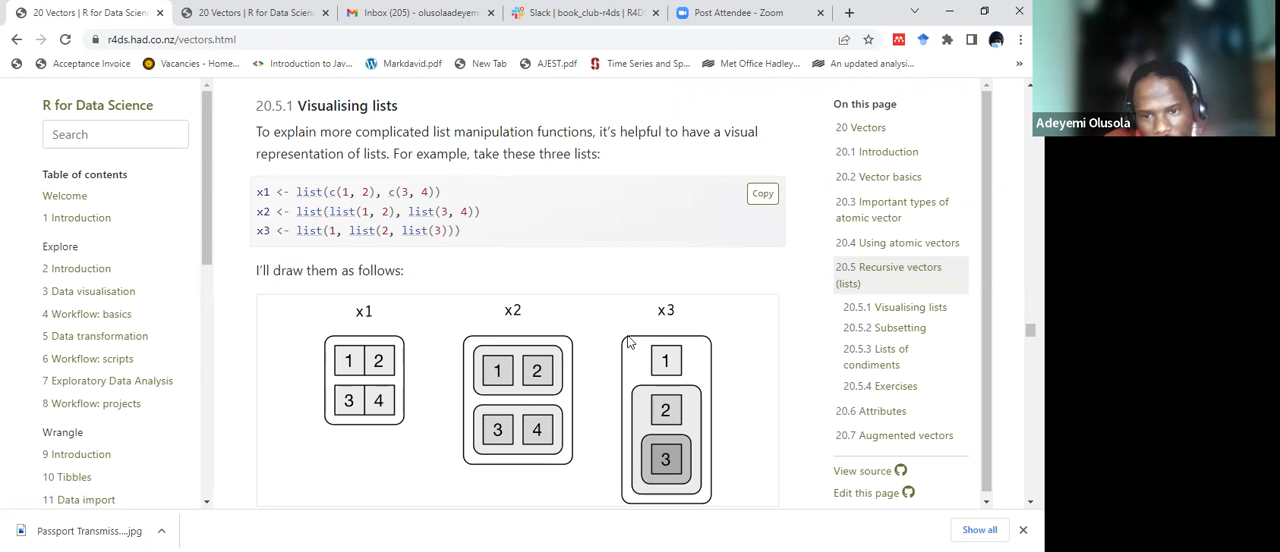 20 Vectors | R for Data Science
20 Vectors | R for Data Scienc
Inbox (205) - olusolaadeyem
Slack | book_club-r4ds | R4D
Post Attendee - Zoom
r4ds.had.co.nz/vectors.html
Acceptance Invoice
Vacancies - Home...
Introduction to Jav...
Markdavid.pdf
New Tab
AJEST.pdf
Time Series and Sp...
Met Office Hadley...
An updated analysi...
R for Data Science
Search
Table of contents
Welcome
1 Introduction
Explore
2 Introduction
3 Data visualisation
4 Workflow: basics
5 Data transformation
6 Workflow: scripts
7 Exploratory Data Analysis
8 Workflow: projects
Wrangle
9 Introduction
10 Tibbles
11 Data import
20.5.1 Visualising lists
To explain more complicated list manipulation functions, it's helpful to have a visual
representation of lists. For example, take these three lists:
x1 <- list(c(1, 2), c(3, 4))
x2 <- list(list(1, 2), list(3, 4))
x3 <- list(1, list(2, list(3)))
Copy
I'll draw them as follows:
x1 x2 x3
1 2
3 4
1 2
3 4
1
2
3
On this page
20 Vectors
20.1 Introduction
20.2 Vector basics
20.3 Important types of
atomic vector
20.4 Using atomic vectors
20.5 Recursive vectors
(lists)
20.5.1 Visualising lists
20.5.2 Subsetting
20.5.3 Lists of
condiments
20.5.4 Exercises
20.6 Attributes
20.7 Augmented vectors
View source
Edit this page
Adeyemi Olusola
Passport Transmiss....jpg
Show all